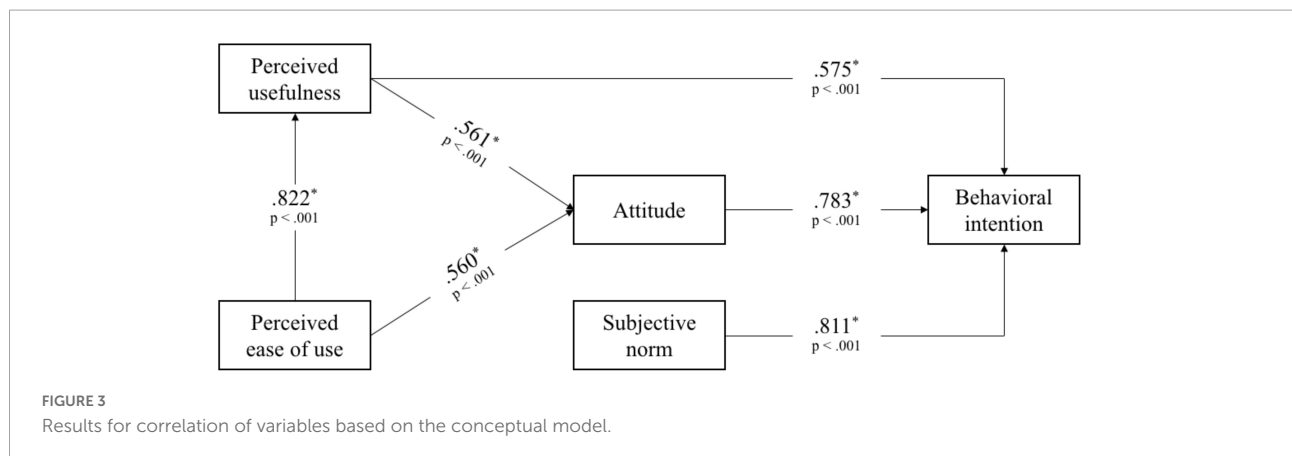 Perceived
usefulness
.575*
p < .001
.561*
p < .001
.822*
p < .001
Attitude
.783*
p < .001
Behavioral
intention
.560*
p < .001
Perceived
ease of use
Subjective
norm
.811*
p < .001
FIGURE 3
Results for correlation of variables based on the conceptual model.